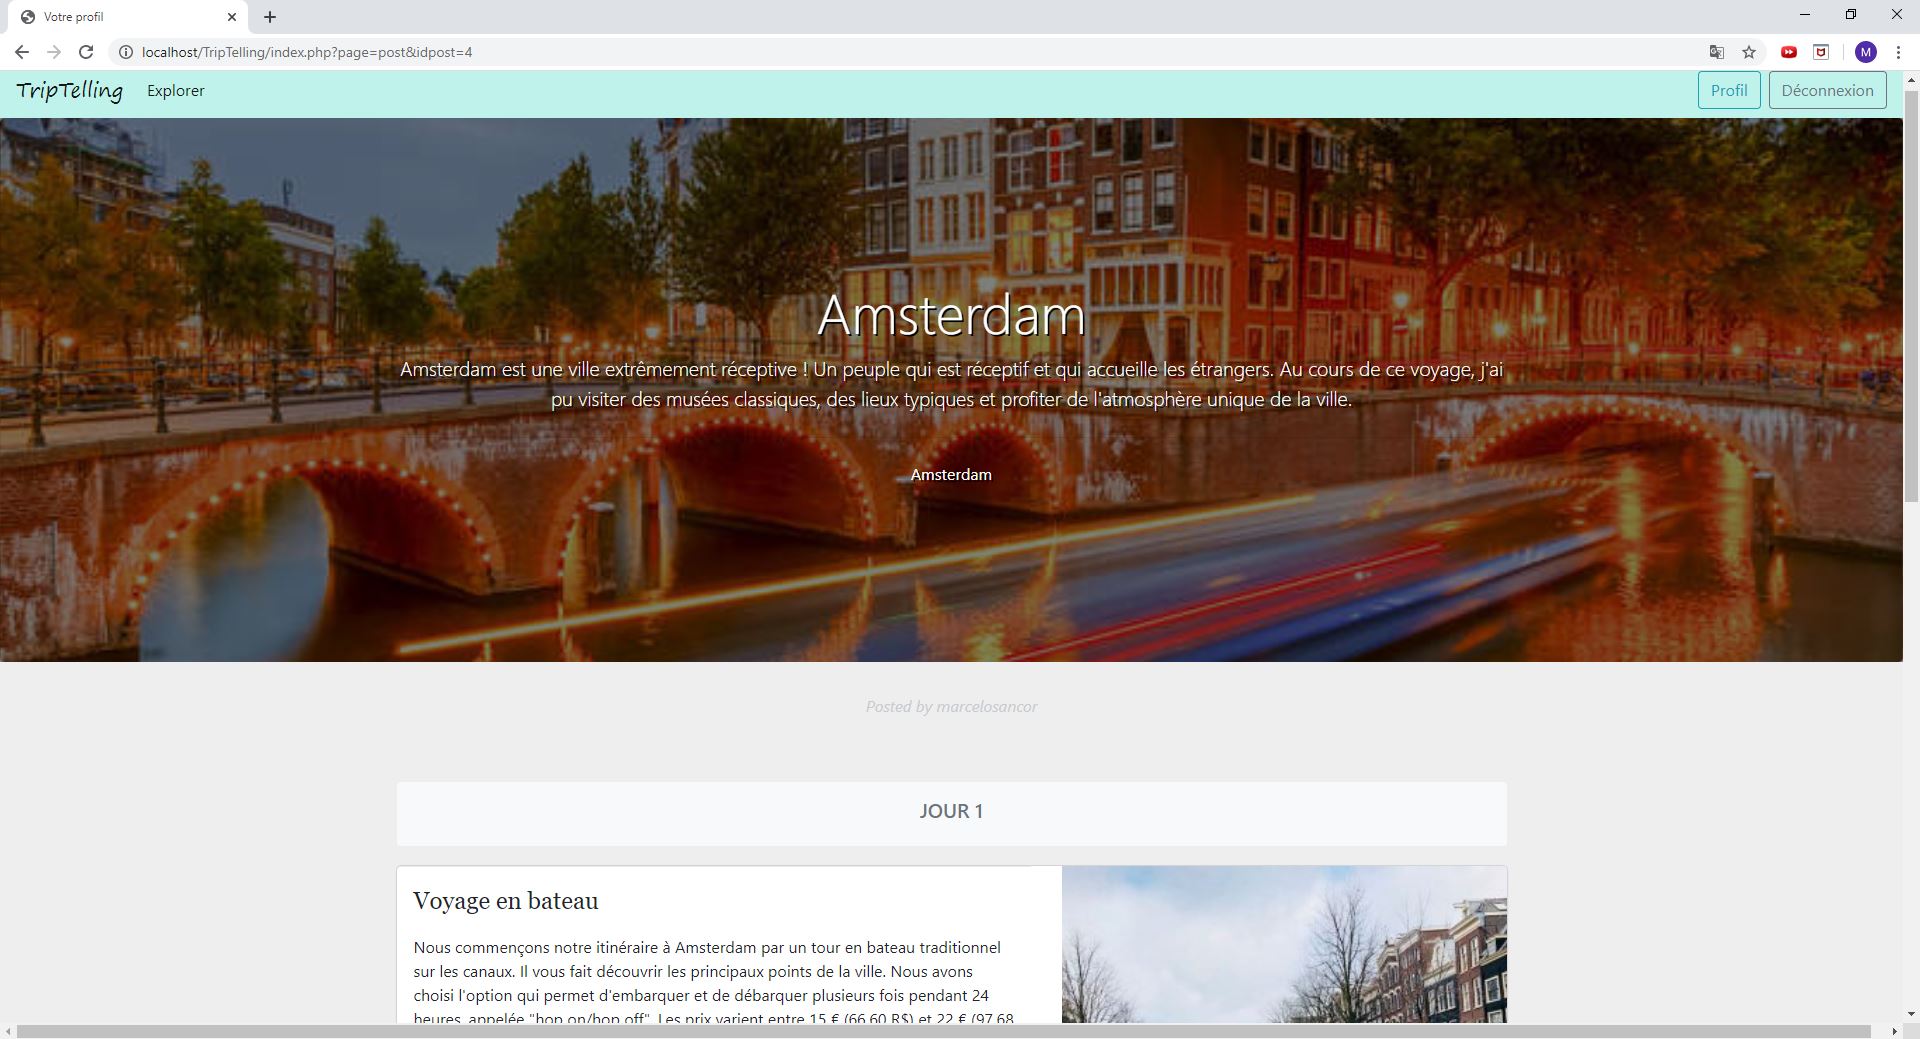 Votre profil
localhost/TripTelling/index.php?page=post&idpost=4
M
TripTelling
Explorer
Profil
Déconnexion
Amsterdam
Amsterdam est une ville extrêmement réceptive ! Un peuple qui est réceptif et qui accueille les étrangers. Au cours de ce voyage, j'ai
pu visiter des musées classiques, des lieux typiques et profiter de l'atmosphère unique de la ville.
Amsterdam
Posted by marcelosancor
JOUR 1
Voyage en bateau
Nous commençons notre itinéraire à Amsterdam par un tour en bateau traditionnel
sur les canaux. Il vous fait découvrir les principaux points de la ville. Nous avons
choisi l'option qui permet d'embarquer et de débarquer plusieurs fois pendant 24
heures, appelée "hop on/hop off". Les prix varient entre 15 € (66,60 R$) et 22 € (97,68